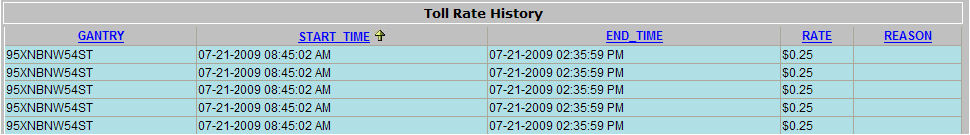 Toll Rate History
GANTRY START_TIME END_TIME RATE REASON
95XNBNW54ST 07-21-2009 08:45:02 AM 07-21-2009 02:35:59 PM $0.25
95XNBNW54ST 07-21-2009 08:45:02 AM 07-21-2009 02:35:59 PM $0.25
95XNBNW54ST 07-21-2009 08:45:02 AM 07-21-2009 02:35:59 PM $0.25
95XNBNW54ST 07-21-2009 08:45:02 AM 07-21-2009 02:35:59 PM $0.25
95XNBNW54ST 07-21-2009 08:45:02 AM 07-21-2009 02:35:59 PM $0.25